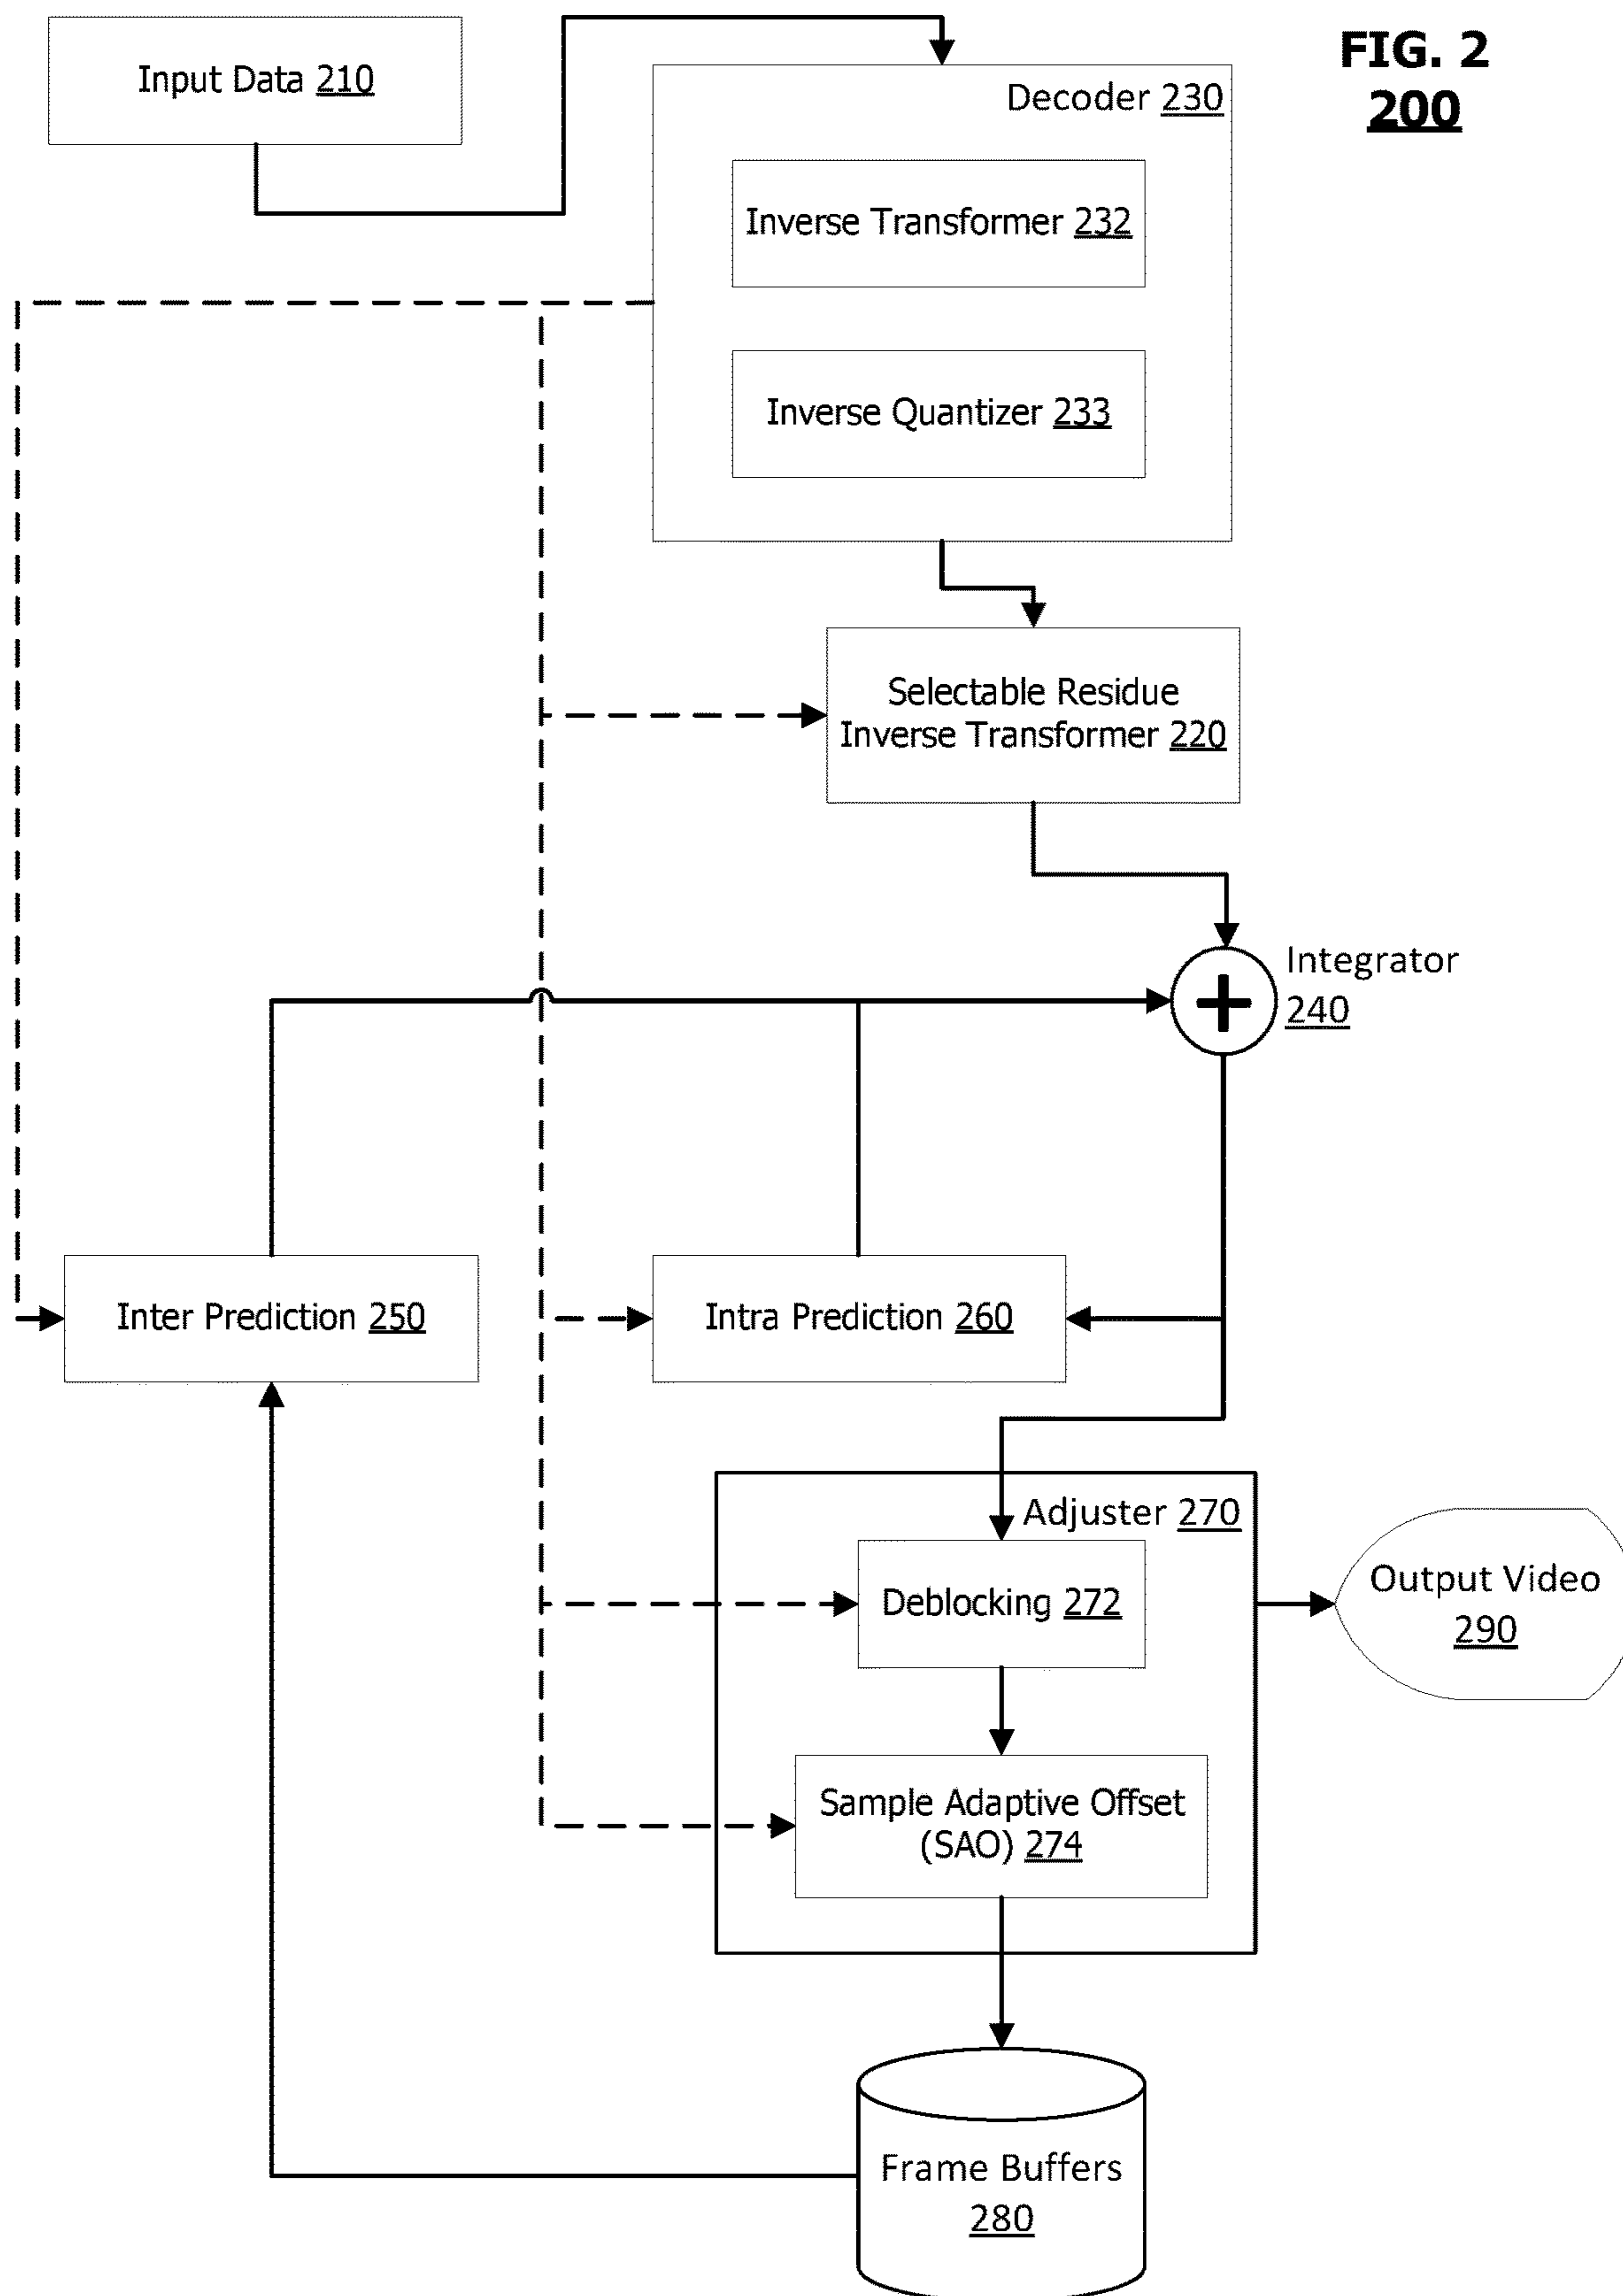 FIG. 2
200
Input Data 210
Decoder 230
Inverse Transformer 232
Inverse Quantizer 233
Selectable Residue
Inverse Transformer 220
Integrator
240
Inter Prediction 250
Intra Prediction 260
Adjuster 270
Deblocking 272
Output Video
290
Sample Adaptive Offset
(SAO) 274
Frame Buffers
280